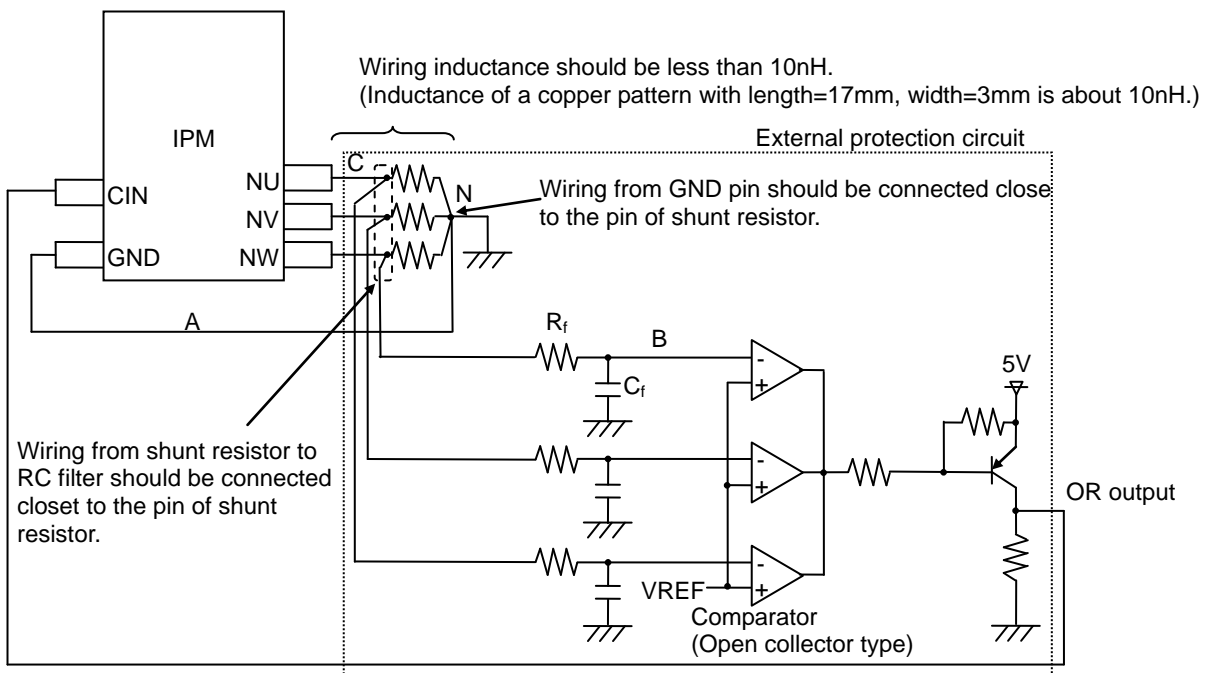 Wiring inductance should be less than 10nH.
(Inductance of a copper pattern with length=17mm, width=3mm is about 10nH.)
External protection circuit
IPM
C
NU
CIN
N
Wiring from GND pin should be connected close
to the pin of shunt resistor.
NV
GND
NW
A
Rf
B
-
+
5V
Cf
Wiring from shunt resistor to
RC filter should be connected
closet to the pin of shunt
resistor.
-
+
OR output
-
VREF
+
Comparator
(Open collector type)